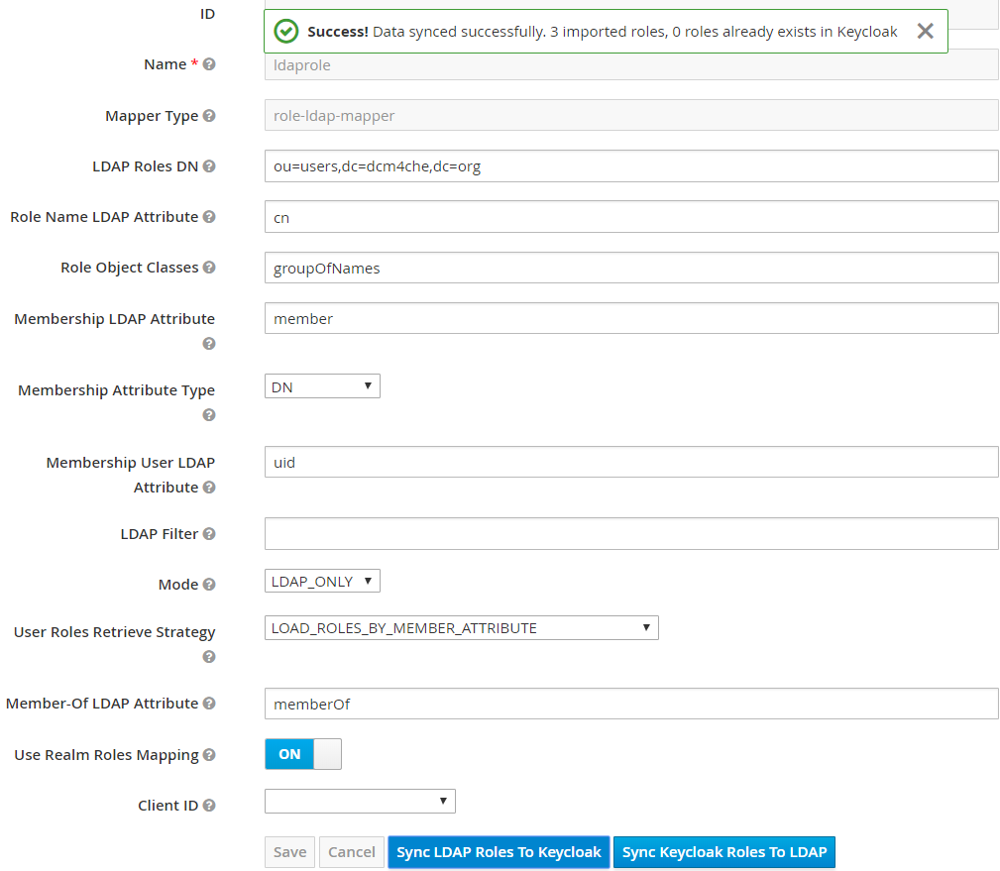 ID
Success! Data synced successfully. 3 imported roles, 0 roles already exists in Keycloak
Name * ldaprole
Mapper Type role-ldap-mapper
LDAP Roles DN ou=users,dc=dcm4che,dc=org
Role Name LDAP Attribute cn
Role Object Classes groupOfNames
Membership LDAP Attribute member
Membership Attribute Type DN
Membership User LDAP
Attribute uid
LDAP Filter
Mode LDAP_ONLY
User Roles Retrieve Strategy LOAD_ROLES_BY_MEMBER_ATTRIBUTE
Member-Of LDAP Attribute memberOf
Use Realm Roles Mapping ON
Client ID
Save Cancel Sync LDAP Roles To Keycloak Sync Keycloak Roles To LDAP